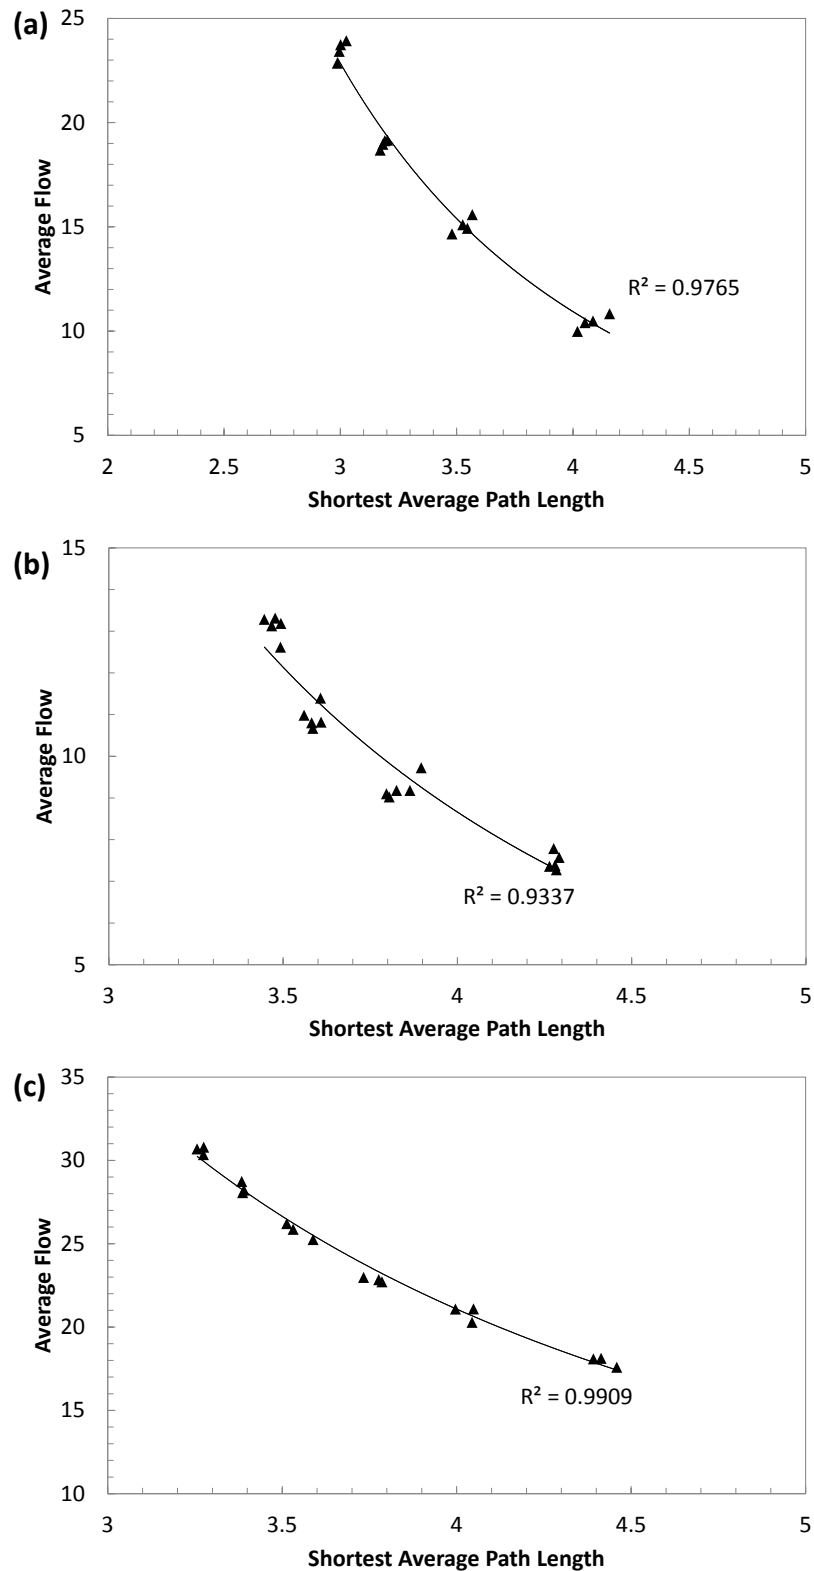 (a)
25
20
15
10
5
Average Flow
R² = 0.9765
2 2.5 3 3.5 4 4.5 5
Shortest Average Path Length
(b)
15
10
5
Average Flow
R² = 0.9337
3 3.5 4 4.5 5
Shortest Average Path Length
(c)
35
30
25
20
15
10
Average Flow
R² = 0.9909
3 3.5 4 4.5 5
Shortest Average Path Length